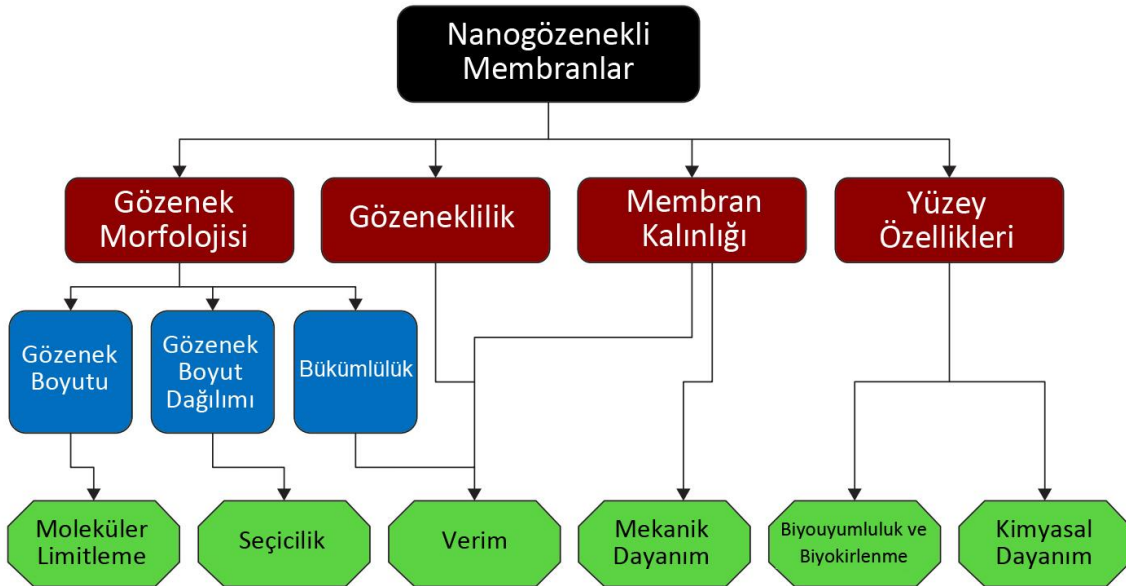 Nanogözenekli
Membranlar
Gözenek
Morfolojisi
Gözeneklilik
Membran
Kalınlığı
Yüzey
Özellikleri
Gözenek
Boyutu
Gözenek
Boyut
Dağılımı
Bükümlülük
Moleküler
Limitleme
Seçicilik
Verim
Mekanik
Dayanım
Biyouyumluluk ve
Biyokirlenme
Kimyasal
Dayanım